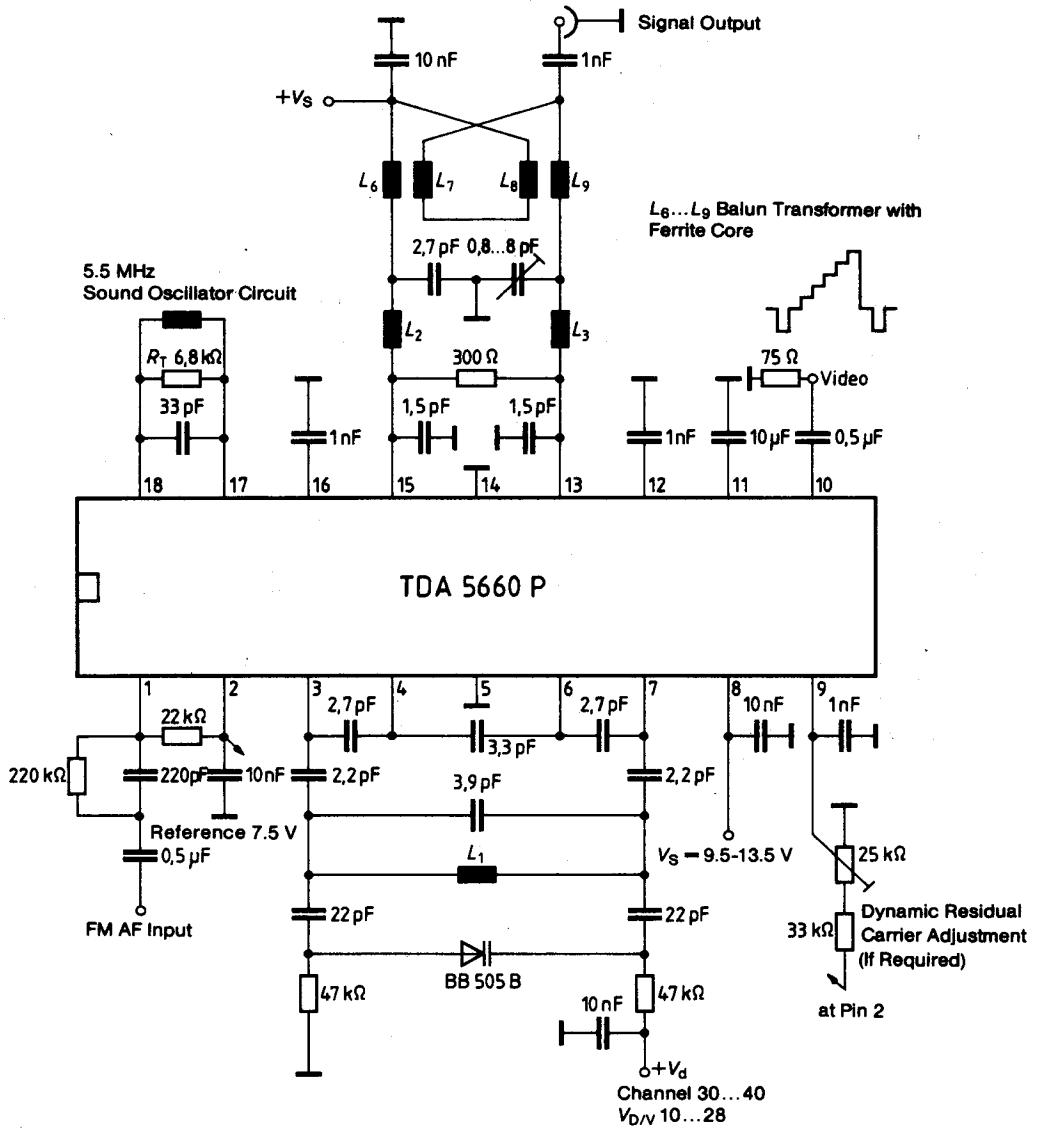 Signal Output
10 nF
1nF
+VS
L6
L7
L8
L9
L6...L9 Balun Transformer with
Ferrite Core
2,7 pF
0,8...8 pF
5.5 MHz
Sound Oscillator Circuit
L2
L3
RT 6,8 kΩ
300 Ω
75 Ω
Video
33 pF
1,5 pF
1,5 pF
1nF
1nF
10 µF
0,5 µF
18
17
16
15
14
13
12
11
10
TDA 5660 P
1
2
3
4
5
6
7
8
9
22 kΩ
2,7 pF
2,7 pF
10 nF
1 nF
3,3 pF
220 kΩ
220pF
10nF
2,2 pF
2,2 pF
3,9 pF
Reference 7.5 V
0,5 µF
L1
VS = 9.5-13.5 V
25 kΩ
FM AF Input
22 pF
22 pF
33 kΩ
Dynamic Residual
Carrier Adjustment
(If Required)
BB 505 B
47 kΩ
47 kΩ
10 nF
at Pin 2
+Vd
Channel 30...40
VD/V 10...28